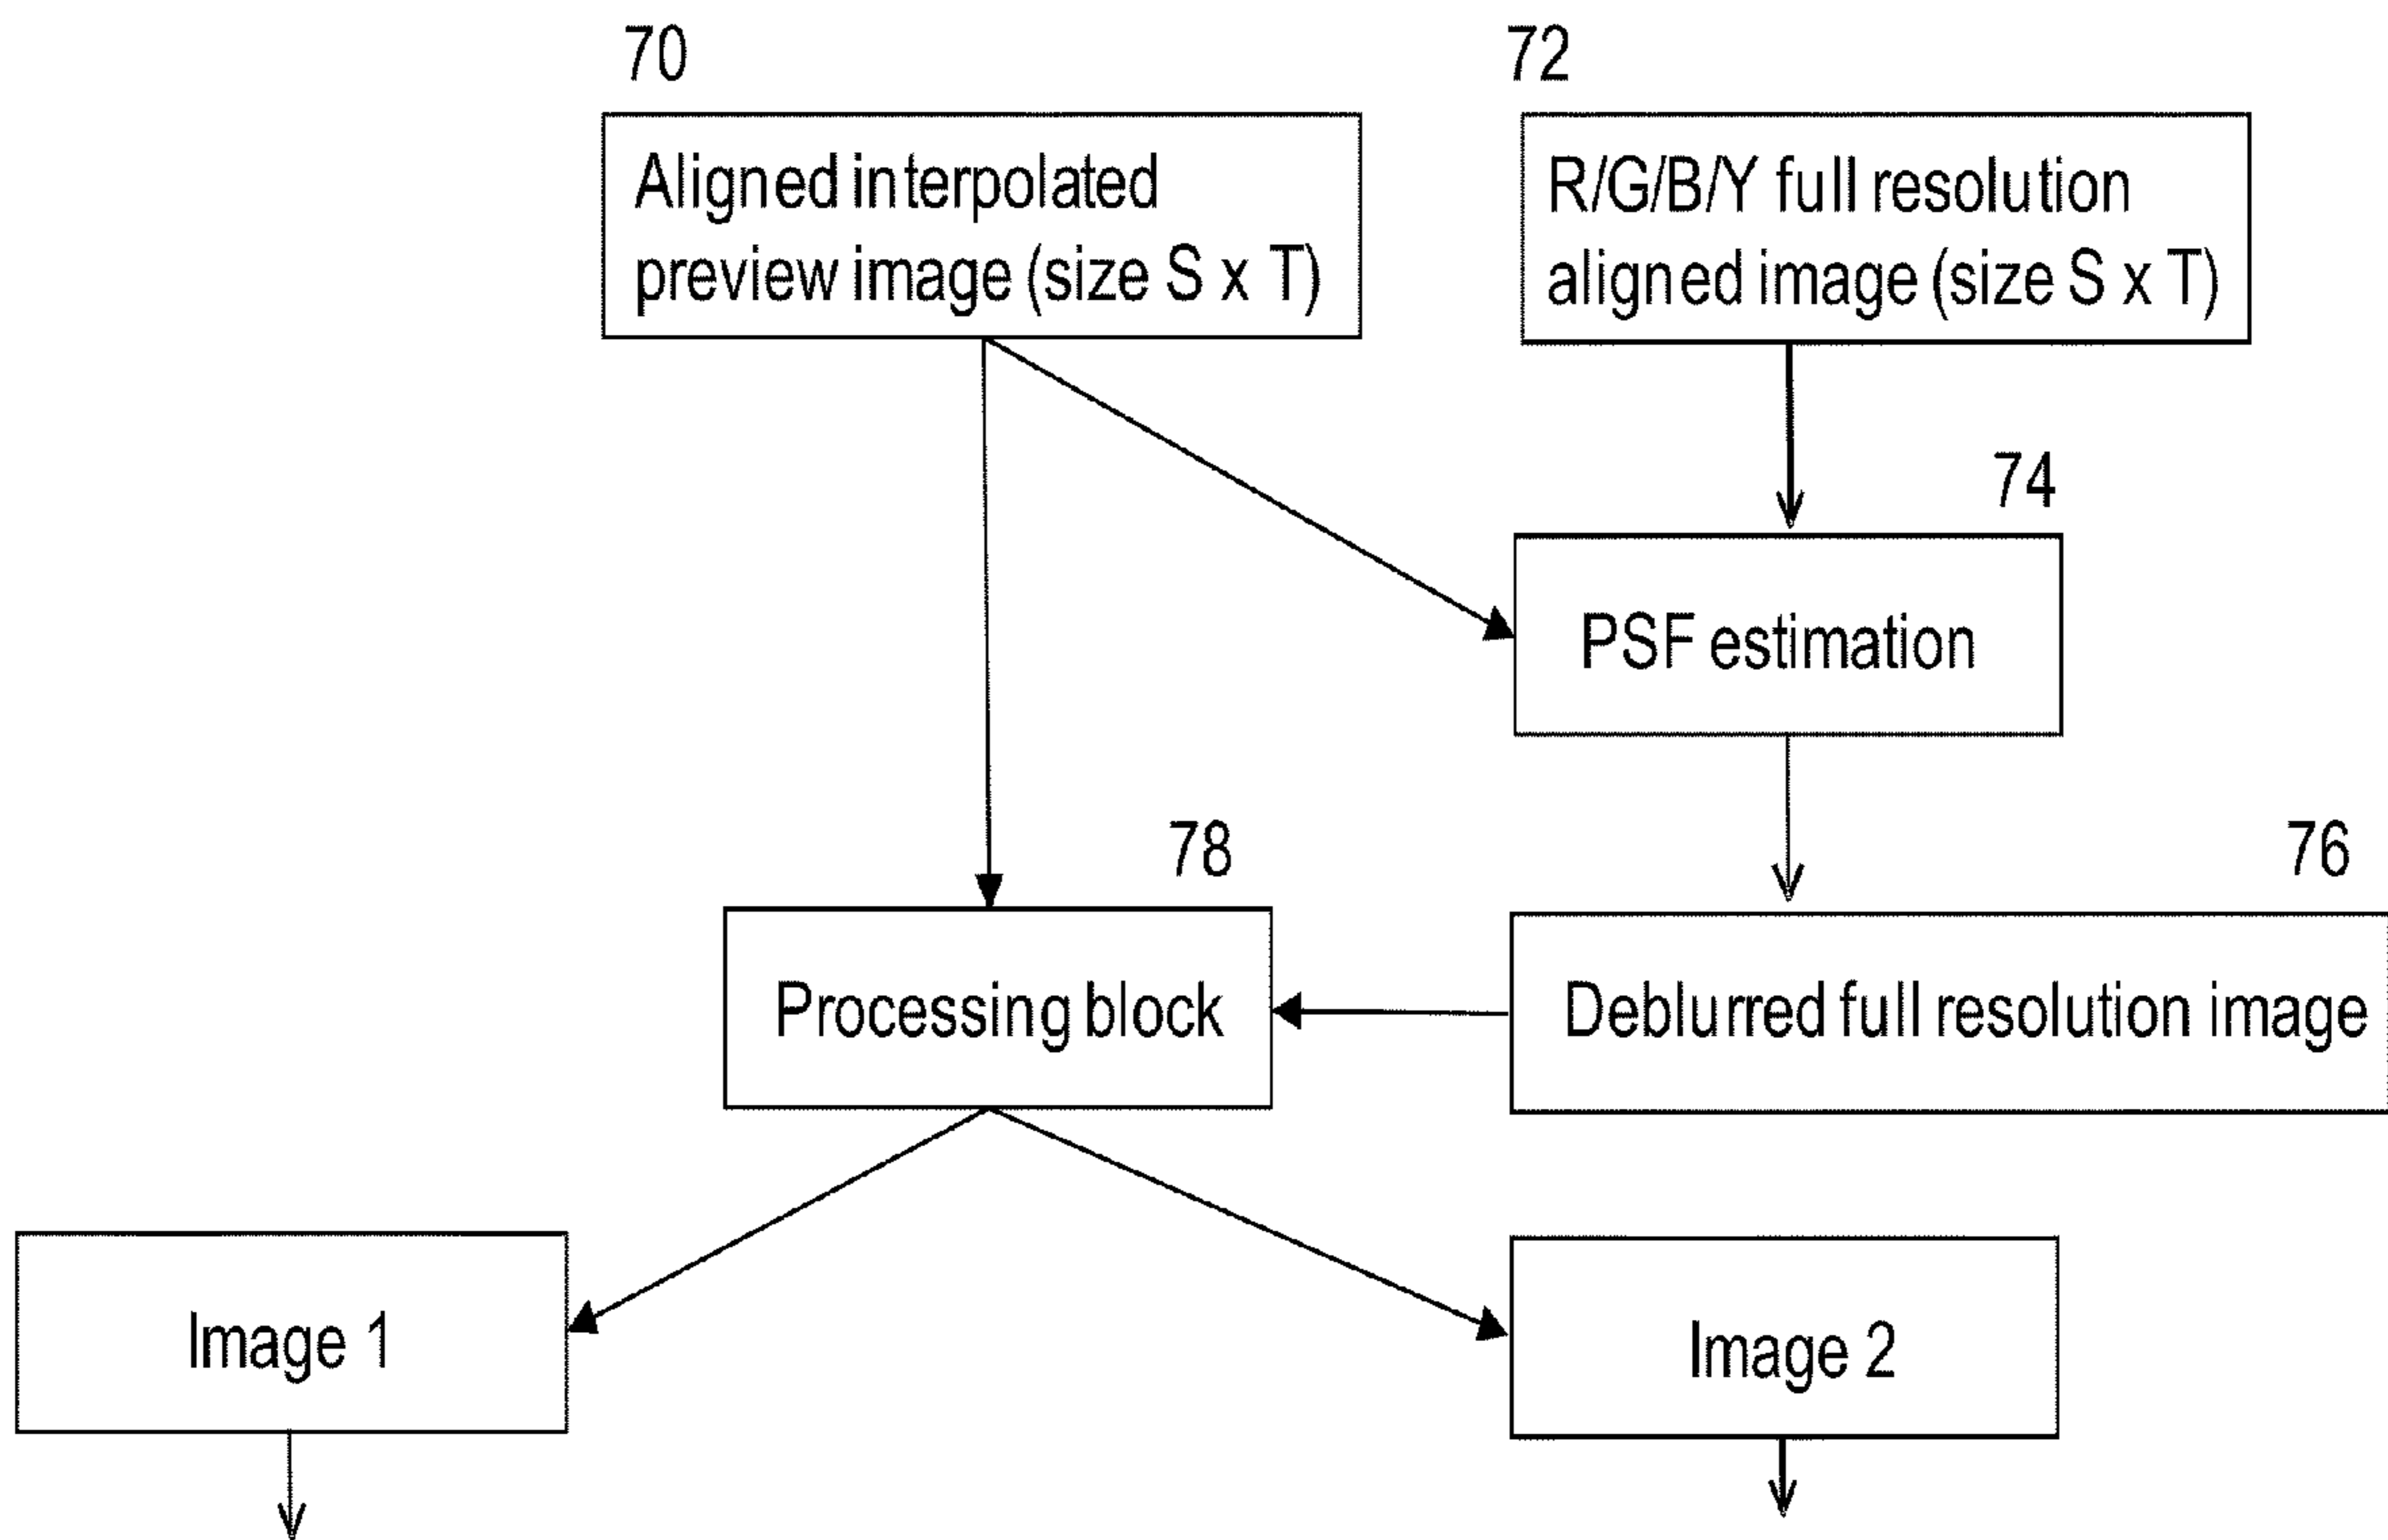 70
72
Aligned interpolated
preview image (size S x T)
R/G/B/Y full resolution
aligned image (size S x T)
74
PSF estimation
78
76
Processing block
Deblurred full resolution image
Image 1
Image 2